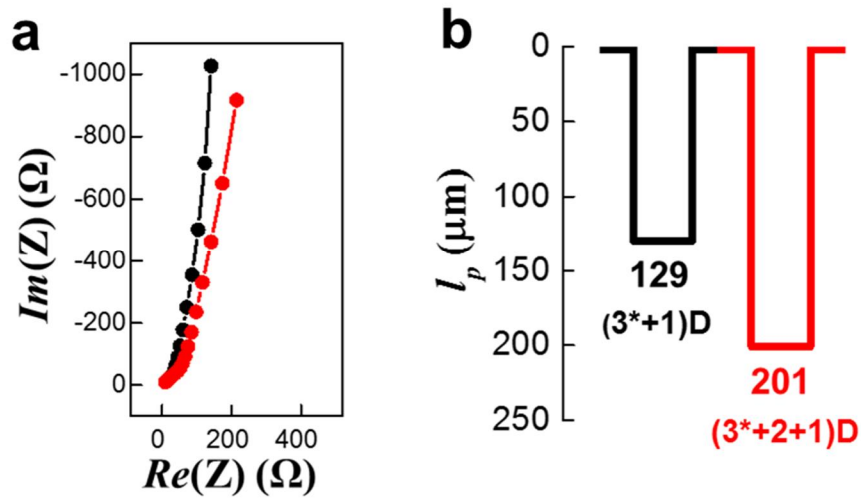 a
-1000
-800
-600
-400
-200
0
0 200 400
Im(Z) (Ω)
Re(Z) (Ω)
b
0
50
100
150
200
250
lp (μm)
129
(3*+1)D
201
(3*+2+1)D